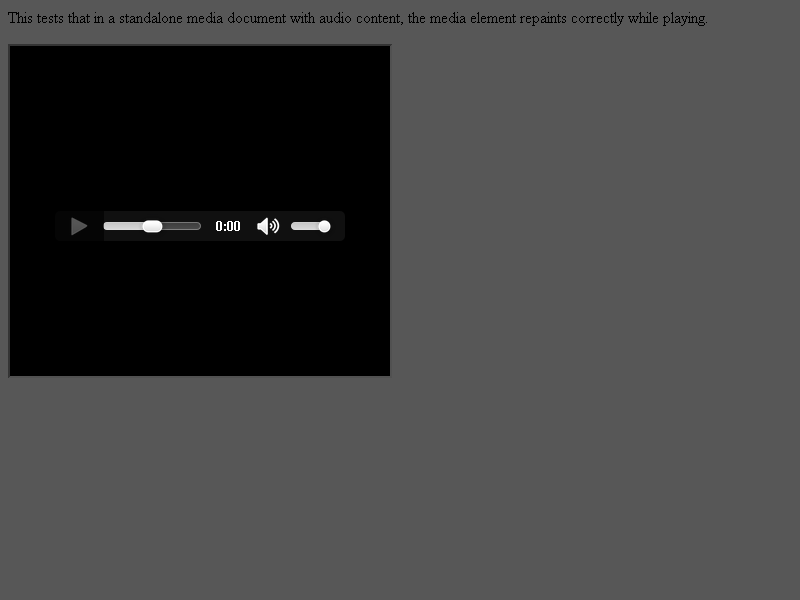 This tests that in a standalone media document with audio content, the media element repaints correctly while playing.
0:00